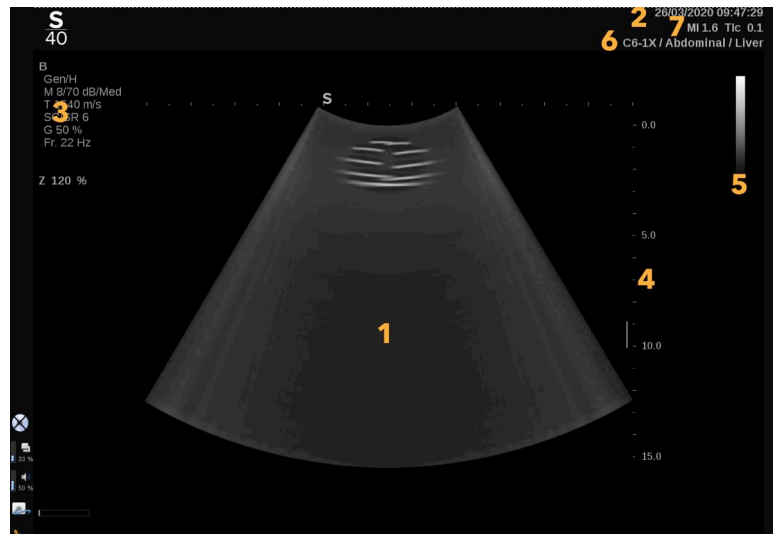 S
40
2
26/03/2020 09:47:29
7
MI 1.6 TIc 0.1
6
C6-1X / Abdominal / Liver
B
Gen/H
M 8/70 dB/Med
m/s
3
G 50 %
Fr. 22 Hz
Z 120 %
S
0.0
5
5.0
4
1
10.0
15.0
33 %
50 %